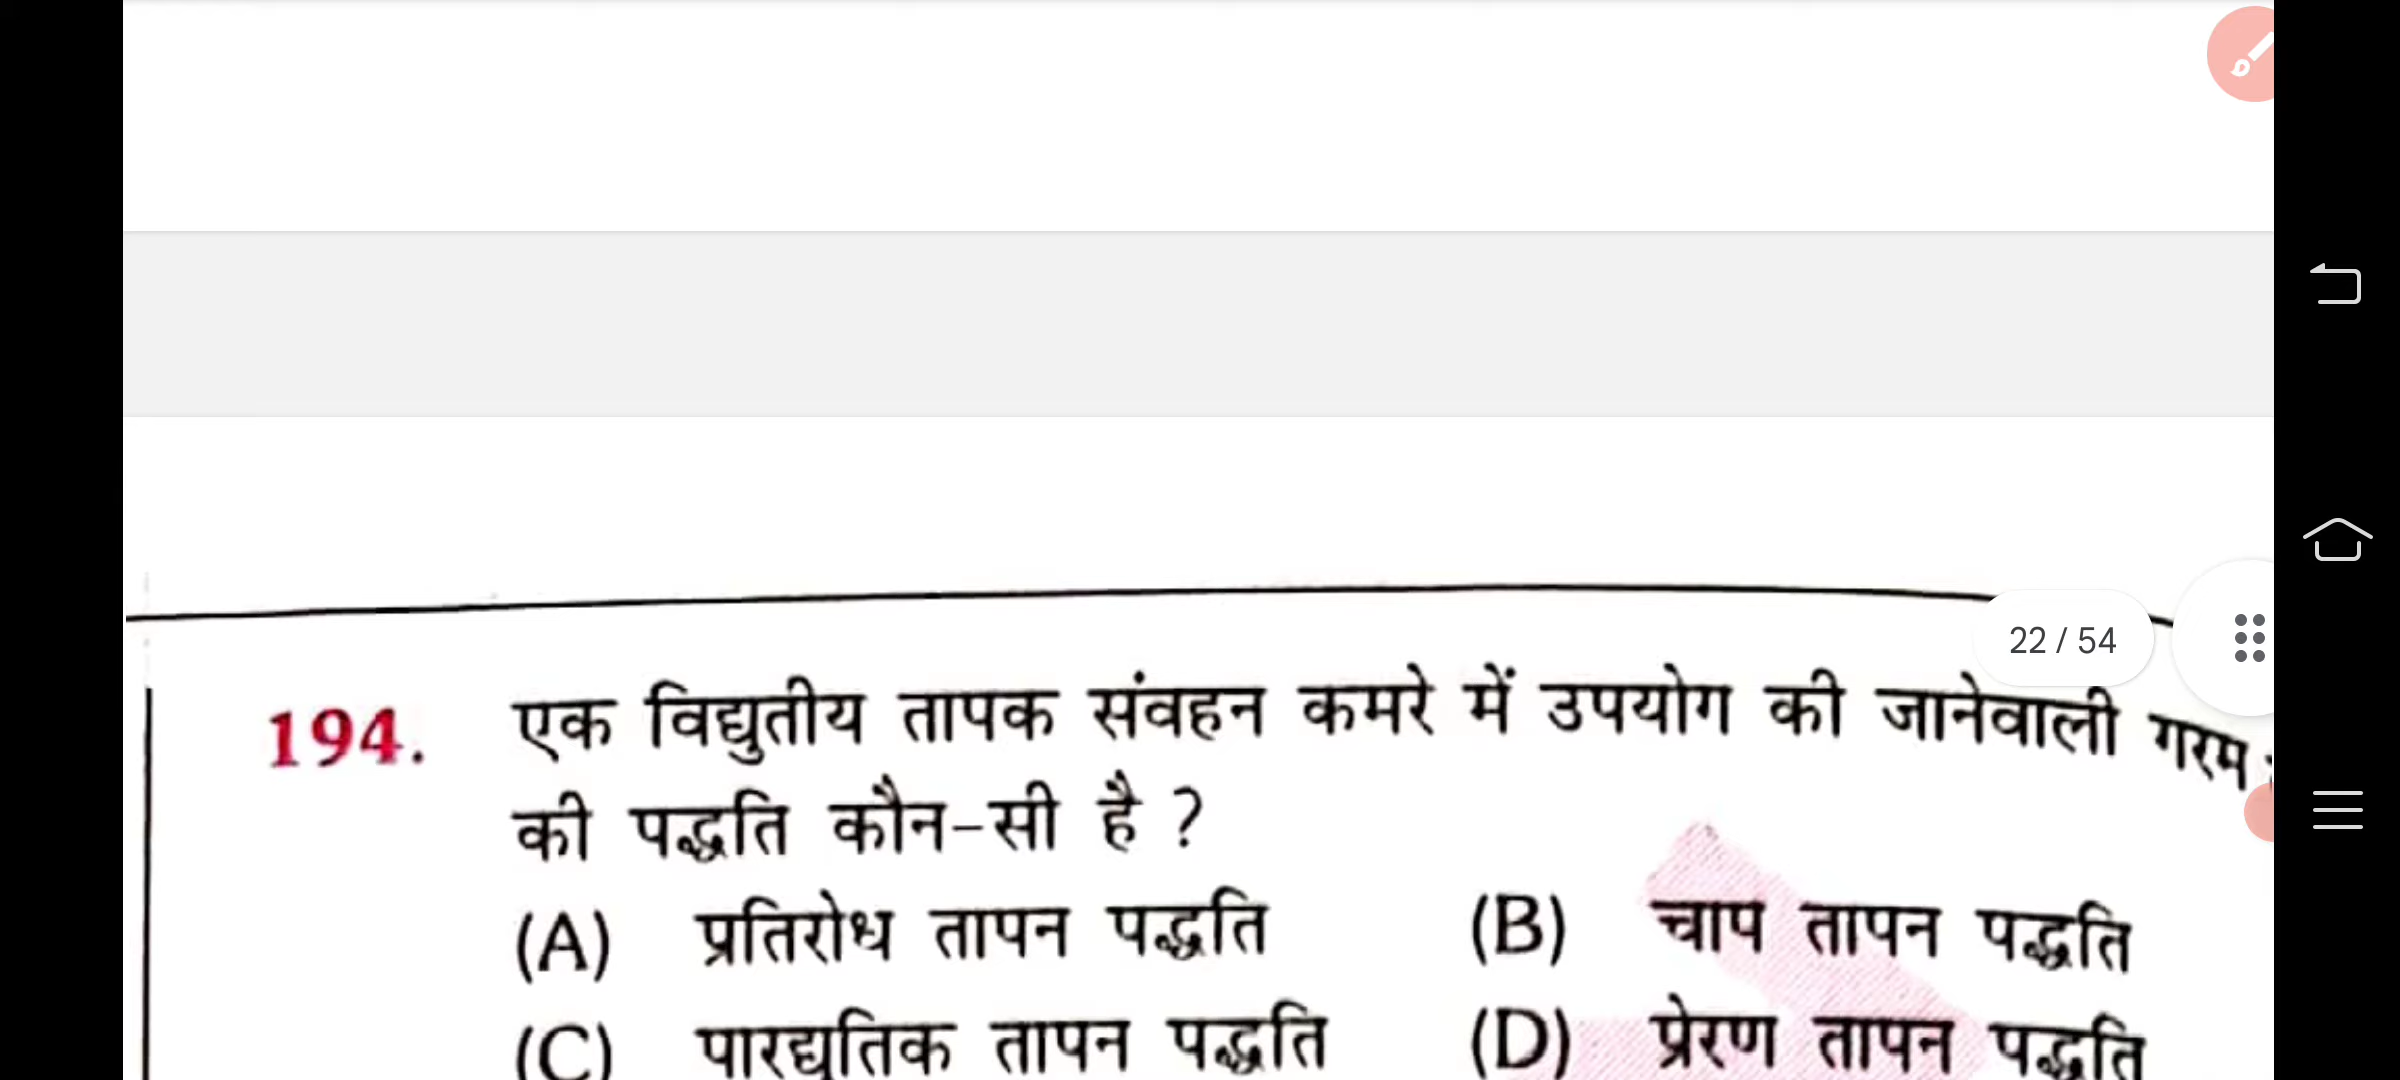 22 / 54
194. एक विद्युतीय तापक संवहन कमरे में उपयोग की जानेवाली गरम
की पद्धति कौन-सी है ?
(A) प्रतिरोध तापन पद्धति (B) चाप तापन पद्धति
(C) पारद्युतिक तापन पद्धति (D) प्रेरण तापन पद्धति